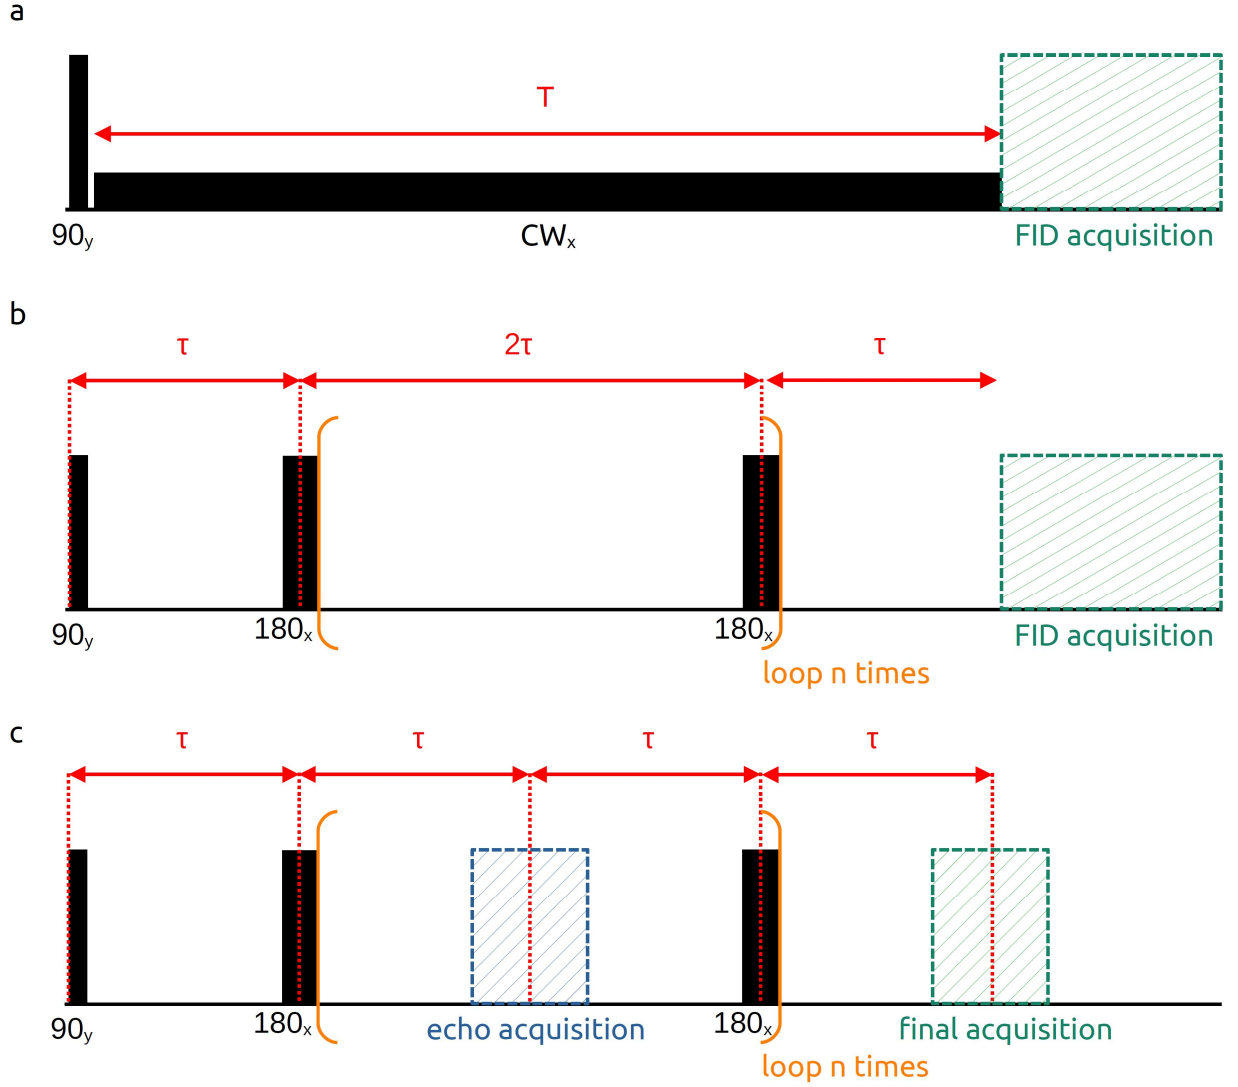 a
T
90y CWx FID acquisition
b
τ 2τ τ
90y 180x 180x FID acquisition
loop n times
c
τ τ τ τ
90y 180x echo acquisition 180x final acquisition
loop n times